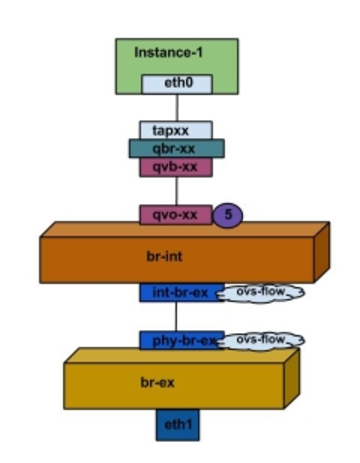 Instance-1
eth0
tapxx
qbr-xx
qvb-xx
qvo-xx 5
br-int
int-br-ex ovs-flow
phy-br-ex ovs-flow
br-ex
eth1